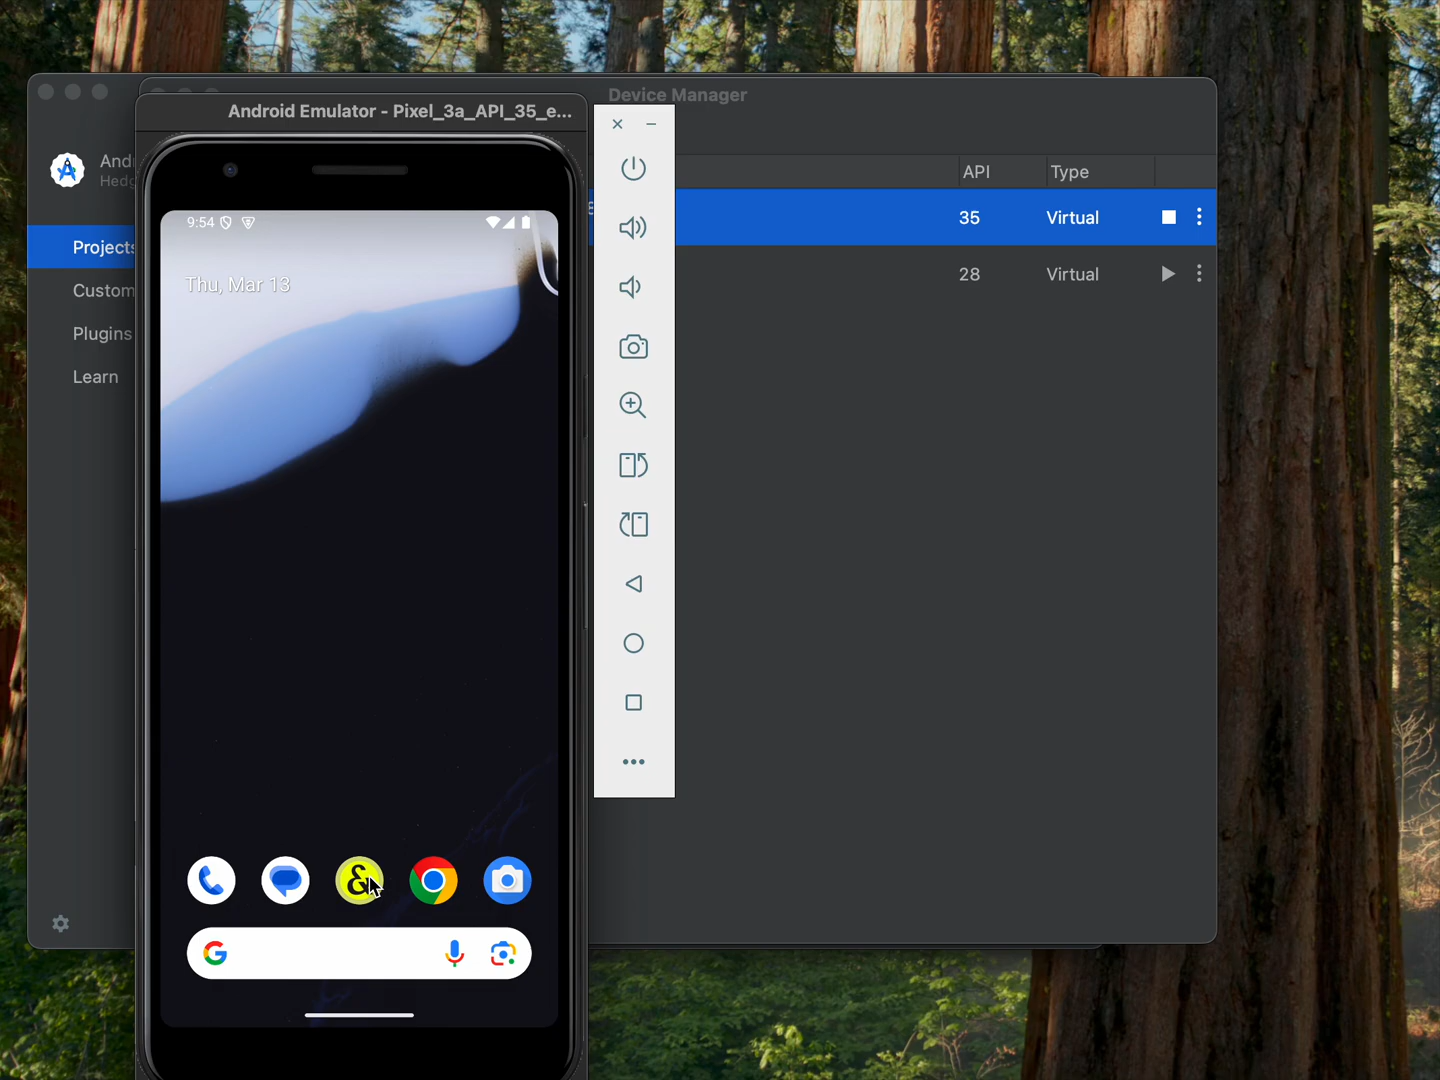 Device Manager
Android Emulator - Pixel_3a_API_35_e...
And
Hedg
API
Type
9:54
35
Virtual
Projects
28
Virtual
Thu, Mar 13
Custom
Plugins
Learn
&
G